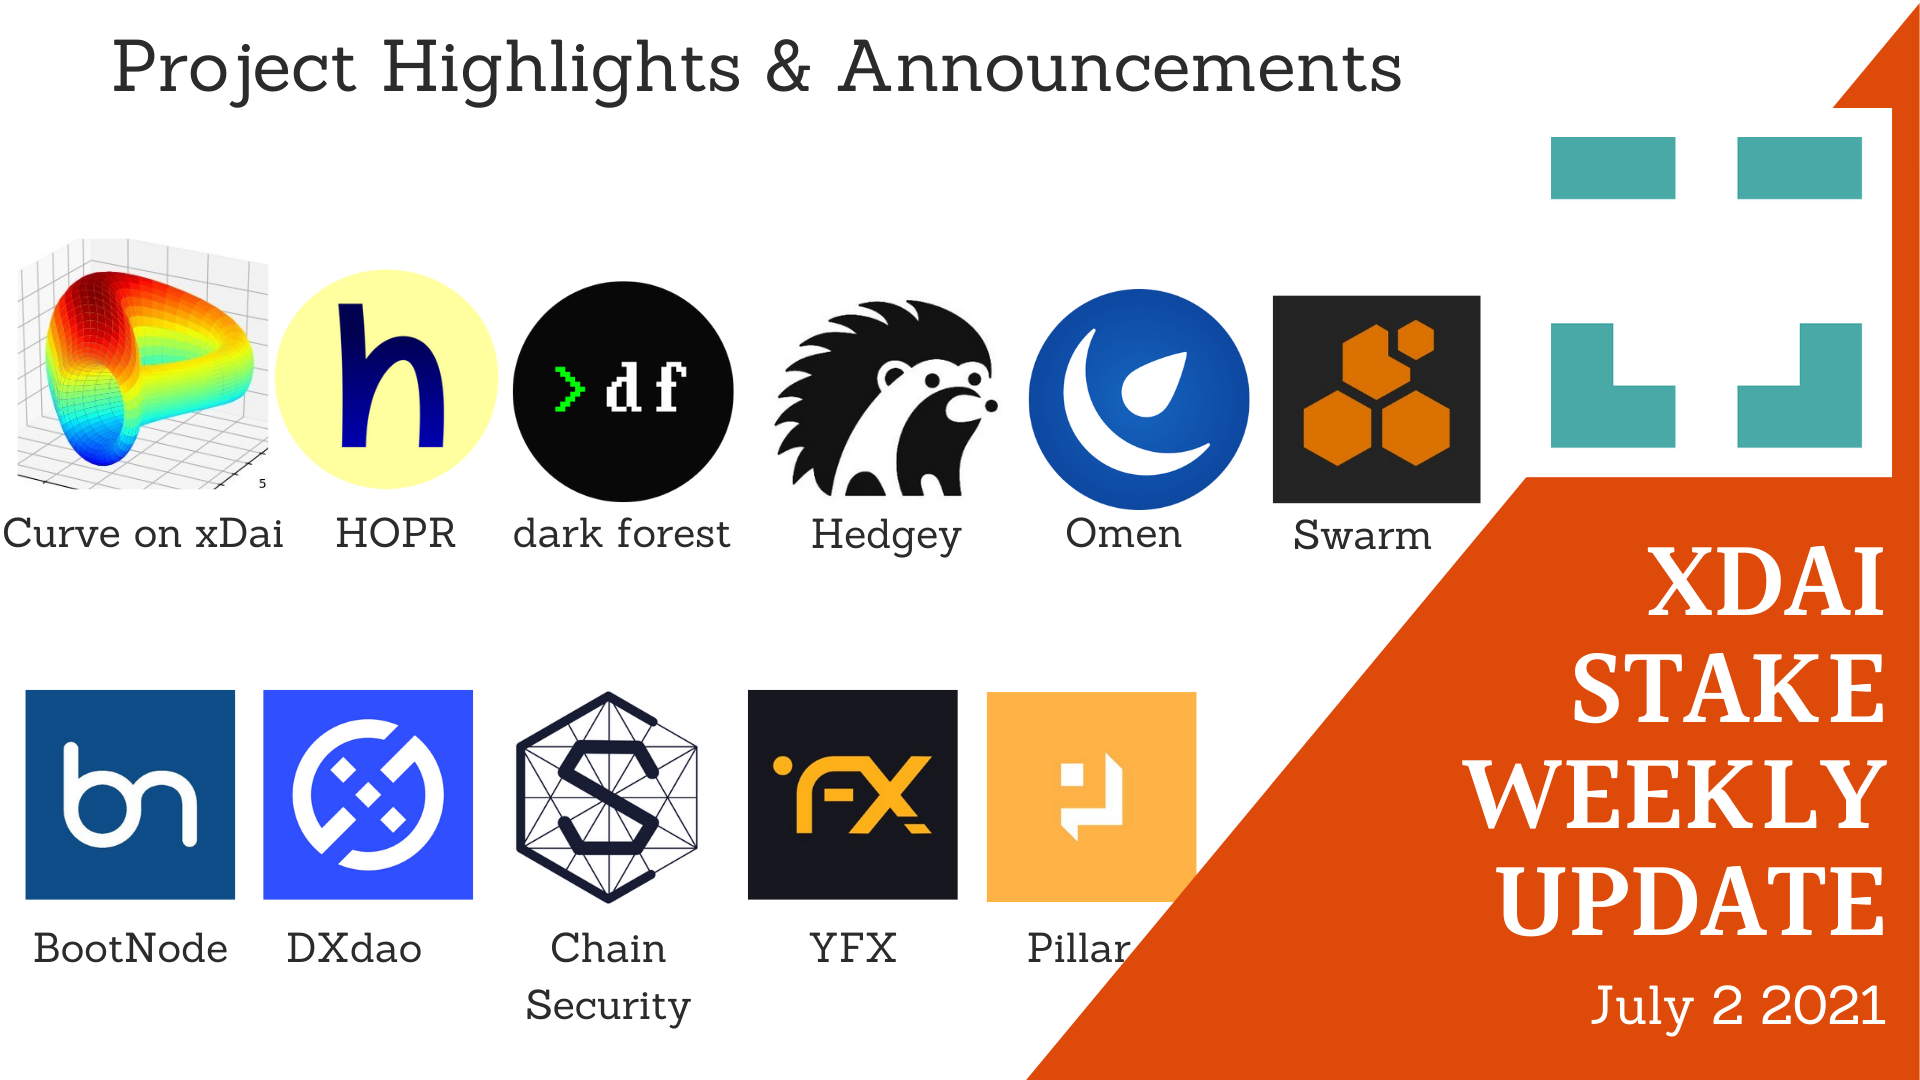 Project Highlights & Announcements
5
h
>df
Curve on xDai
HOPR
dark forest
Hedgey
Omen
Swarm
bn
S
YFX
BootNode
DXdao
Chain
Security
YFX
Pillar
XDAI
STAKE
WEEKLY
UPDATE
July 2 2021